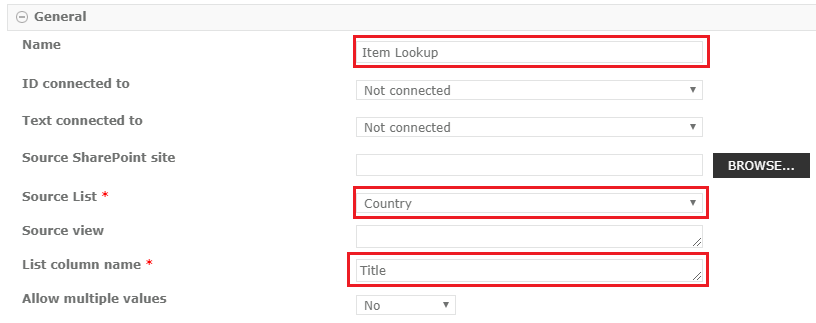 General
Name Item Lookup
ID connected to Not connected
Text connected to Not connected
Source SharePoint site BROWSE...
Source List * Country
Source view
List column name * Title
Allow multiple values No